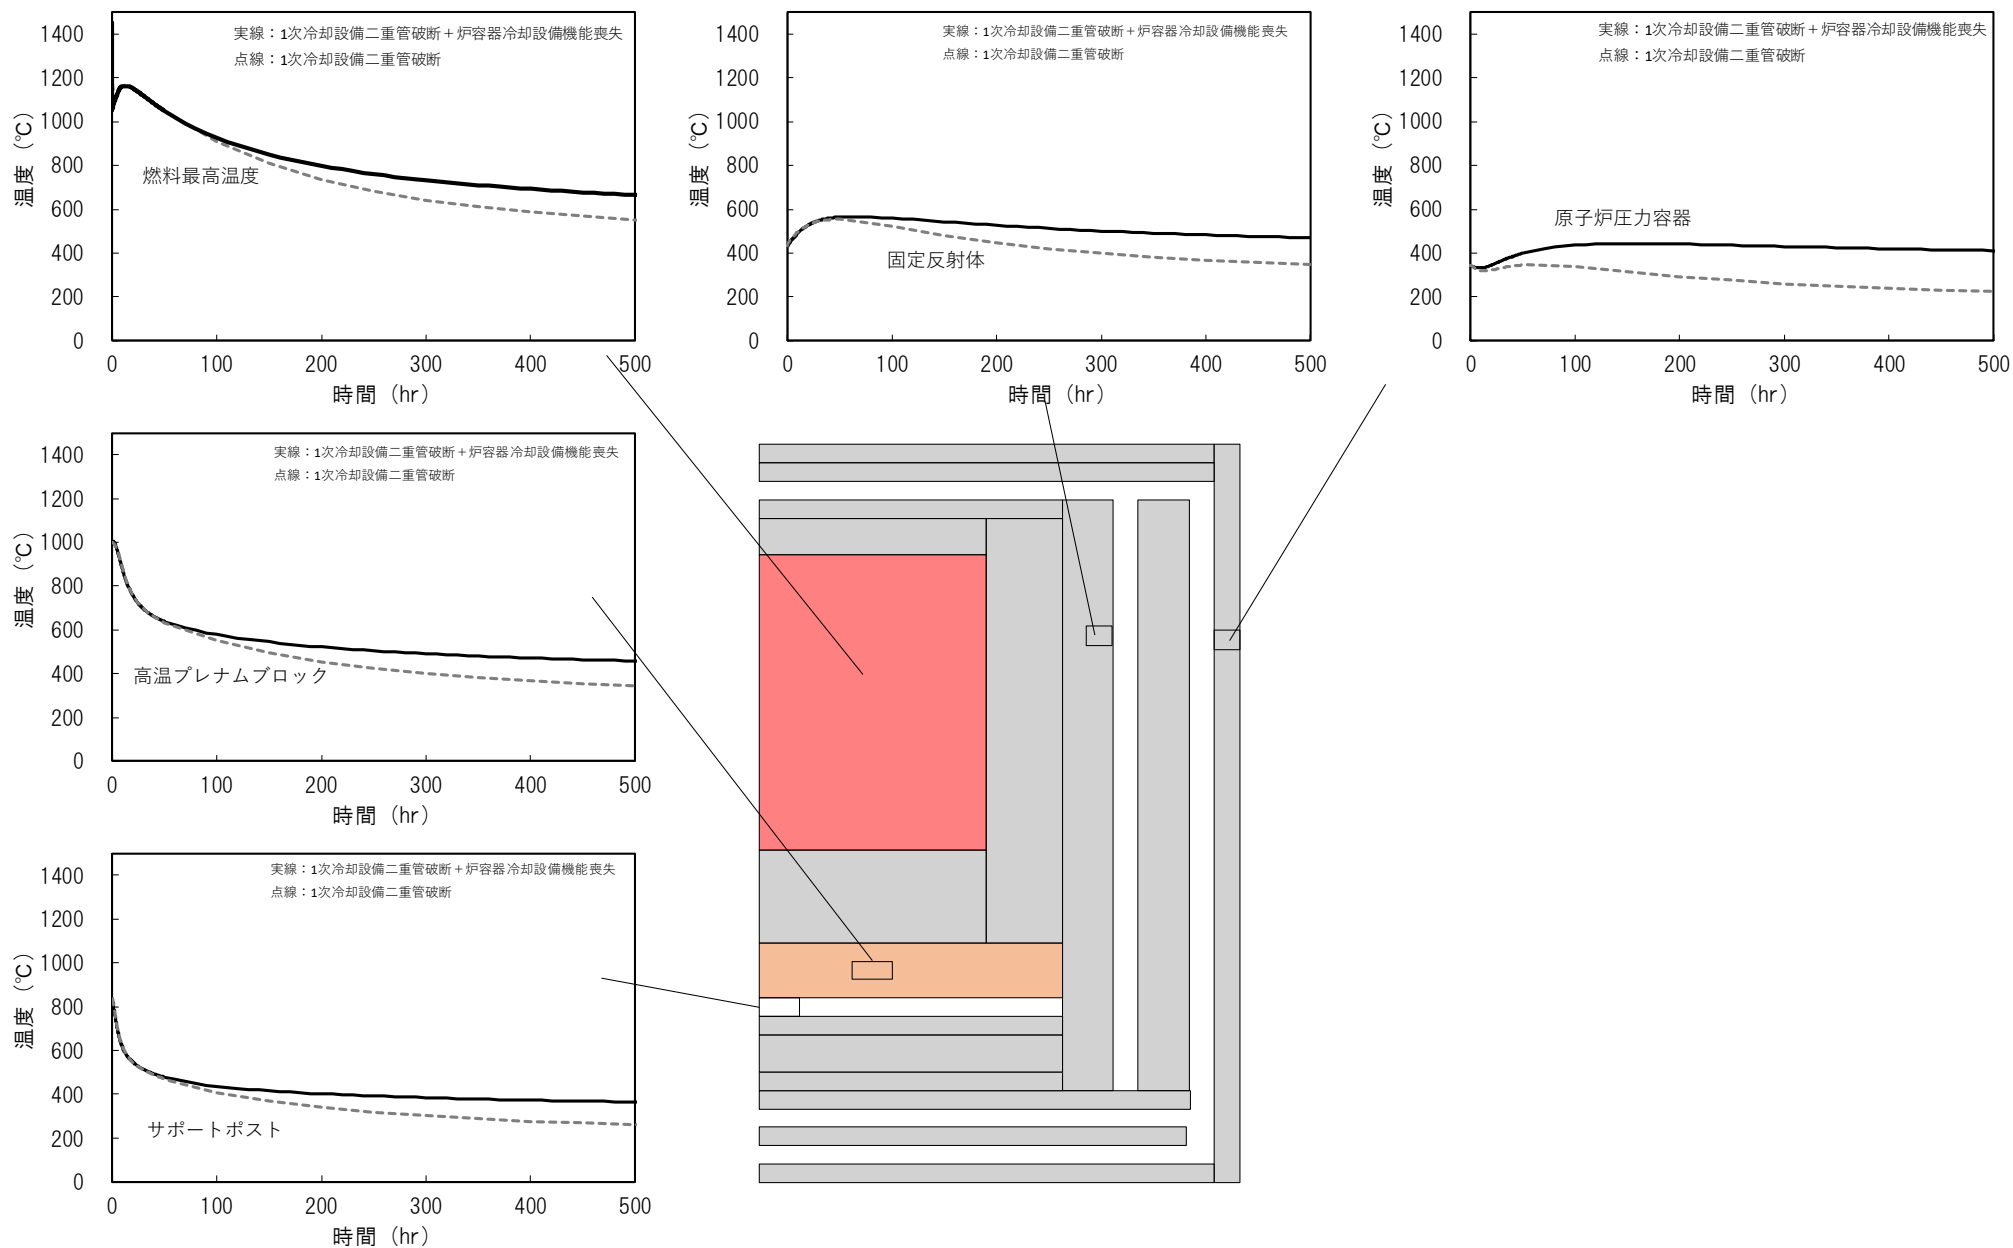 1400
1200
1000
800
600
400
200
0
温度（℃）
実線：1次冷却設備二重管破断＋炉容器冷却設備機能喪失
点線：1次冷却設備二重管破断
燃料最高温度
0 100 200 300 400 500
時間（hr）
1400
1200
1000
800
600
400
200
0
温度（℃）
実線：1次冷却設備二重管破断＋炉容器冷却設備機能喪失
点線：1次冷却設備二重管破断
固定反射体
0 100 200 300 400 500
時間（hr）
1400
1200
1000
800
600
400
200
0
温度（℃）
実線：1次冷却設備二重管破断＋炉容器冷却設備機能喪失
点線：1次冷却設備二重管破断
原子炉圧力容器
0 100 200 300 400 500
時間（hr）
1400
1200
1000
800
600
400
200
0
温度（℃）
実線：1次冷却設備二重管破断＋炉容器冷却設備機能喪失
点線：1次冷却設備二重管破断
高温プレナムブロック
0 100 200 300 400 500
時間（hr）
1400
1200
1000
800
600
400
200
0
温度（℃）
実線：1次冷却設備二重管破断＋炉容器冷却設備機能喪失
点線：1次冷却設備二重管破断
サポートポスト
0 100 200 300 400 500
時間（hr）